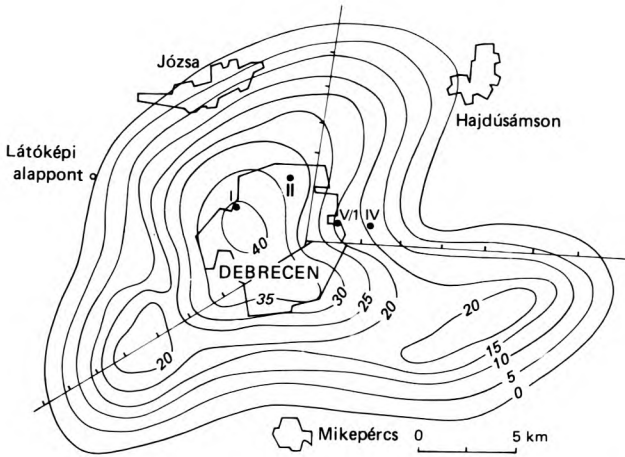 Józsa
Hajdúsámson
Látóképi
alappont
I
II
V/1 IV
40
DEBRECEN
35
30
25
20
20
20
15
10
5
0
Mikepércs
0 5 km